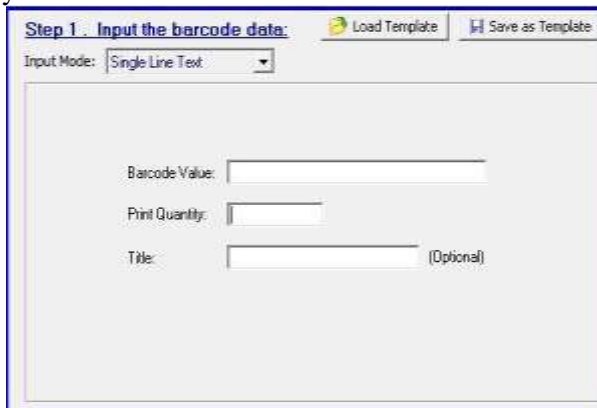 y
Step 1 . Input the barcode data: Load Template Save as Template
Input Mode: Single Line Text
Barcode Value:
Print Quantity:
Title: (Optional)